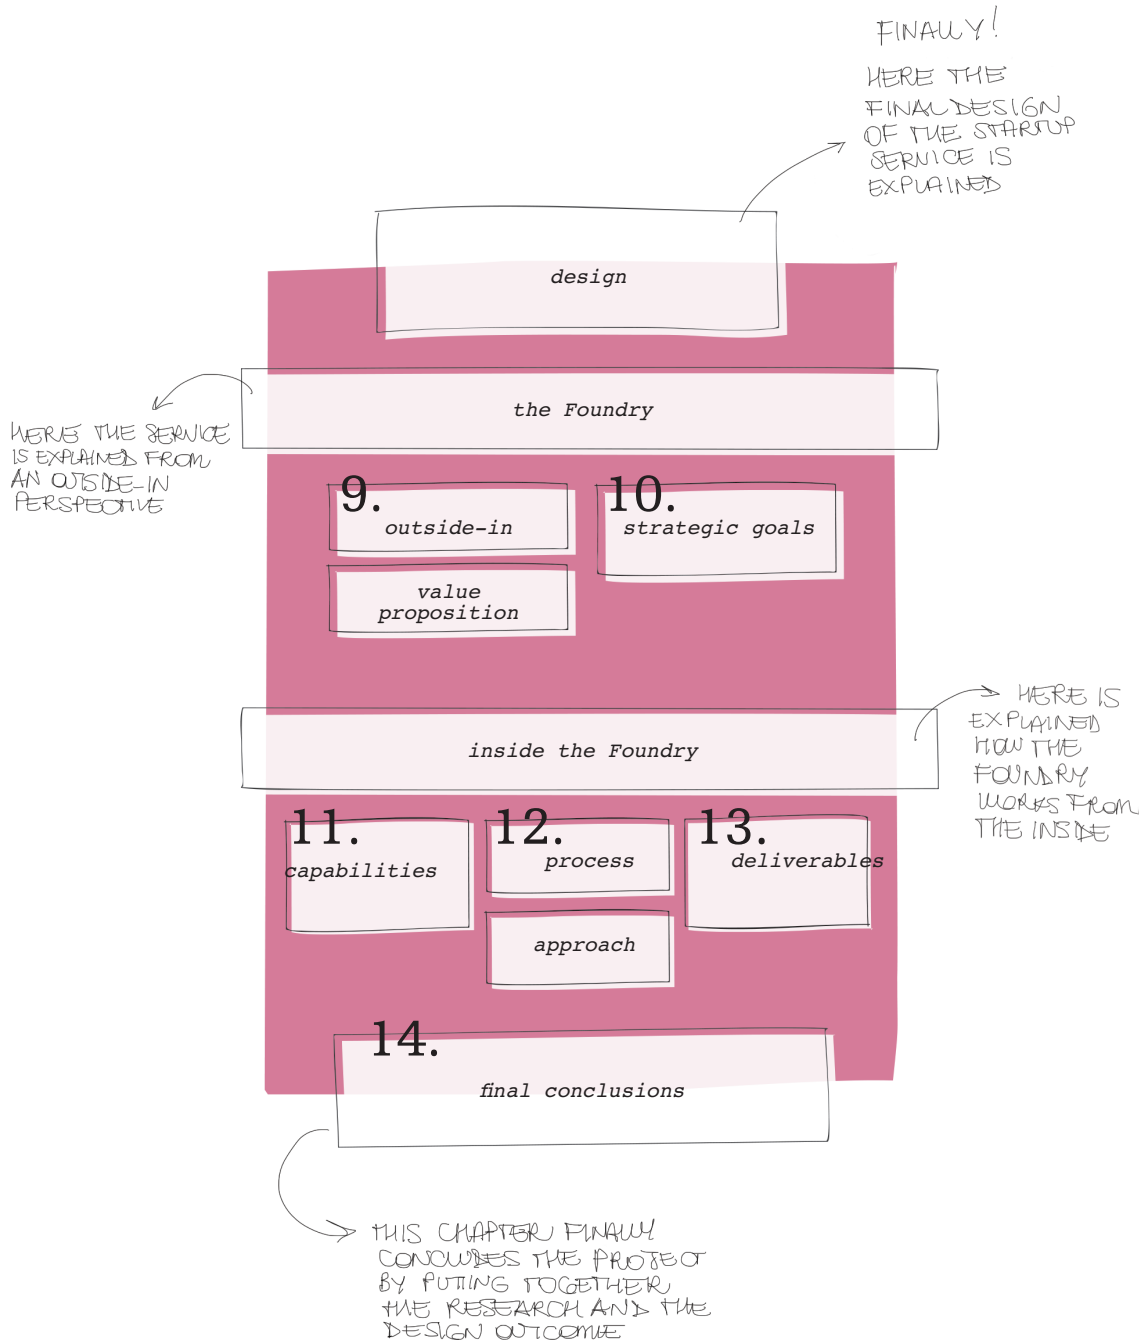 FINALLY!
HERE THE
FINAL DESIGN
OF THE STARTUP
SERVICE IS
EXPLAINED
design
the Foundry
HERE THE SERVICE
IS EXPLAINED FROM
AN OUTSIDE-IN
PERSPECTIVE
9.
outside-in
value
proposition
10.
strategic goals
inside the Foundry
HERE IS
EXPLAINED
HOW THE
FOUNDRY
WORKS FROM
THE INSIDE
11.
capabilities
12.
process
approach
13.
deliverables
14.
final conclusions
THIS CHAPTER FINALLY
CONCLUDES THE PROJECT
BY PUTING TOGETHER
THE RESEARCH AND THE
DESIGN OUTCOME